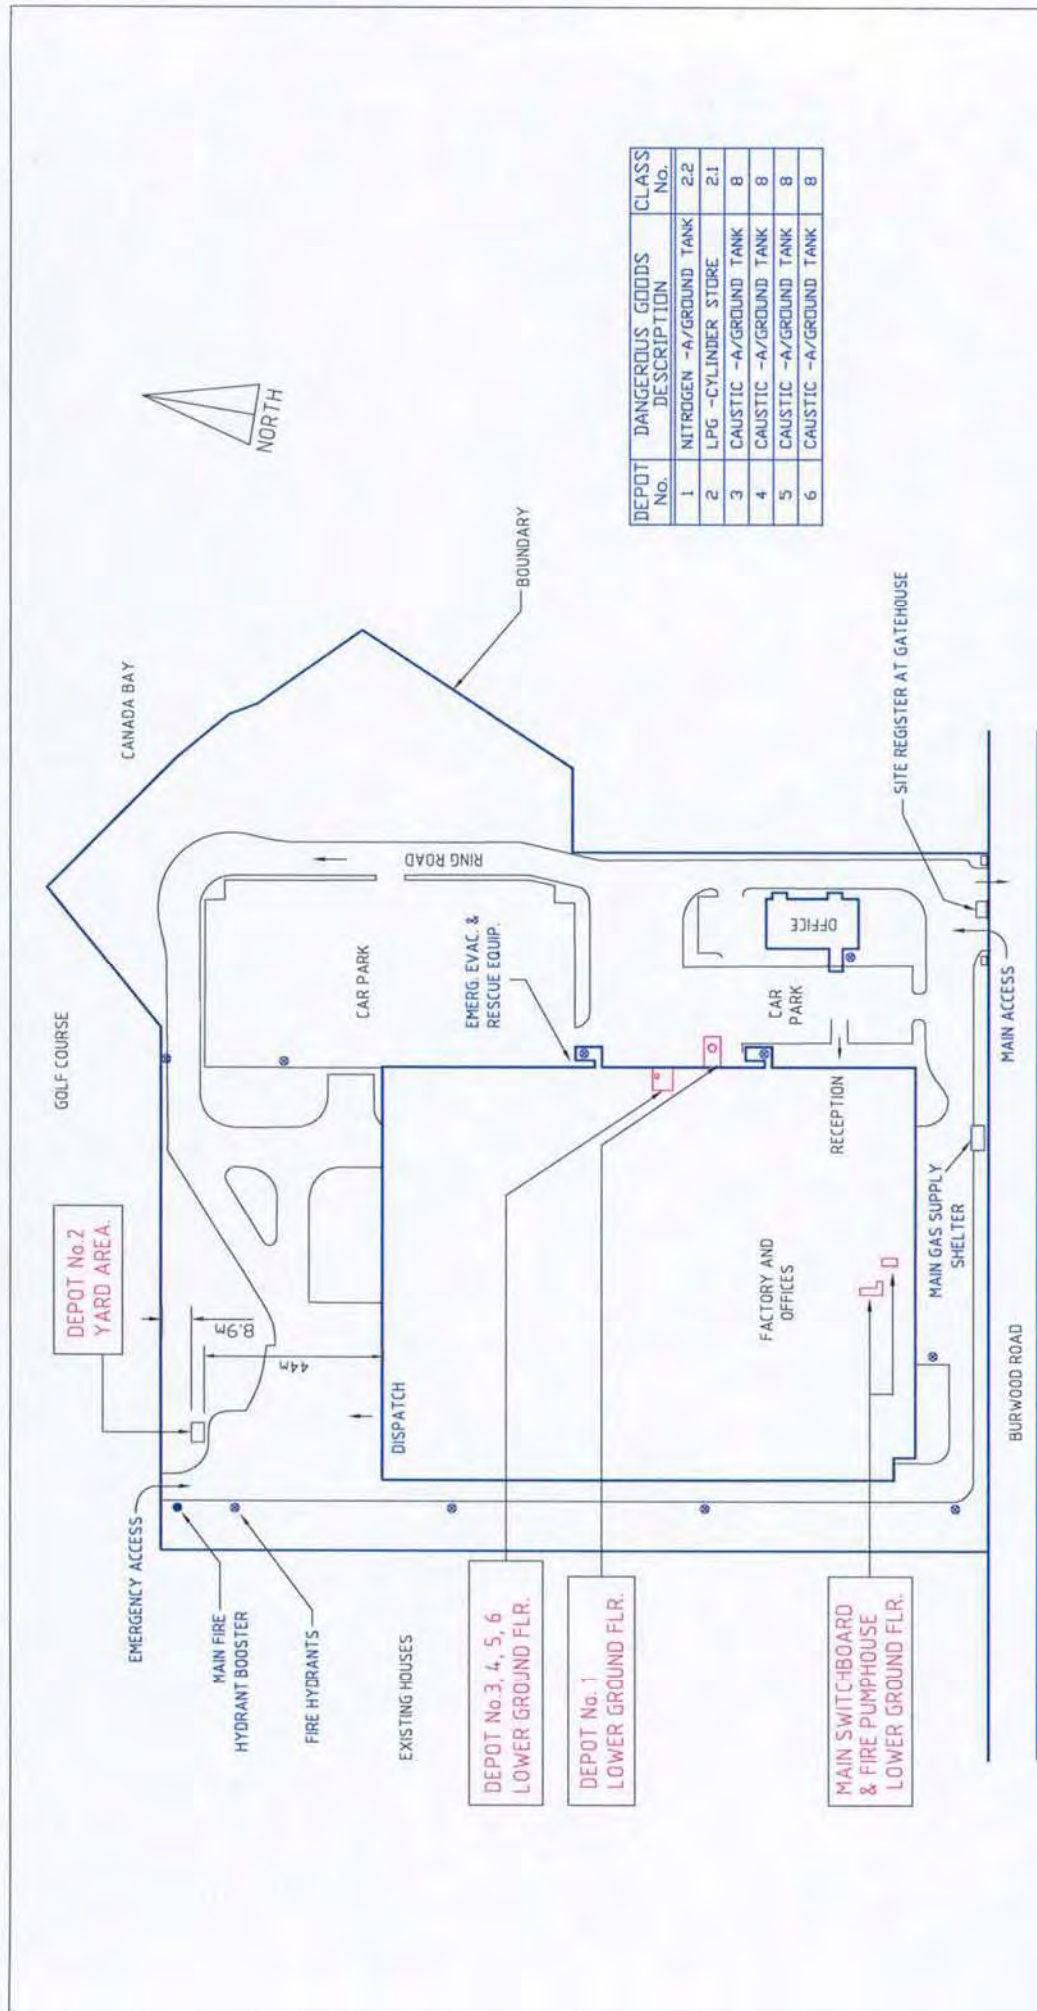 CANADA BAY
GOLF COURSE
NORTH
BOUNDARY
DEPOT No.2
YARD AREA.
EMERGENCY ACCESS
MAIN FIRE
HYDRANT BOOSTER
FIRE HYDRANTS
EXISTING HOUSES
8.9m
44m
DISPATCH
CAR PARK
RING ROAD
EMERG. EVAC. &
RESCUE EQUIP.
DEPOT No.3, 4, 5, 6
LOWER GROUND FLR.
DEPOT No. 1
LOWER GROUND FLR.
MAIN SWITCHBOARD
& FIRE PUMPHOUSE
LOWER GROUND FLR.
FACTORY AND
OFFICES
RECEPTION
CAR
PARK
OFFICE
MAIN GAS SUPPLY
SHELTER
MAIN ACCESS
SITE REGISTER AT GATEHOUSE
BURWOOD ROAD
DEPOT No. DANGEROUS GOODS DESCRIPTION CLASS No.
1 NITROGEN -A/GROUND TANK 2.2
2 LPG -CYLINDER STORE 2.1
3 CAUSTIC -A/GROUND TANK 8
4 CAUSTIC -A/GROUND TANK 8
5 CAUSTIC -A/GROUND TANK 8
6 CAUSTIC -A/GROUND TANK 8